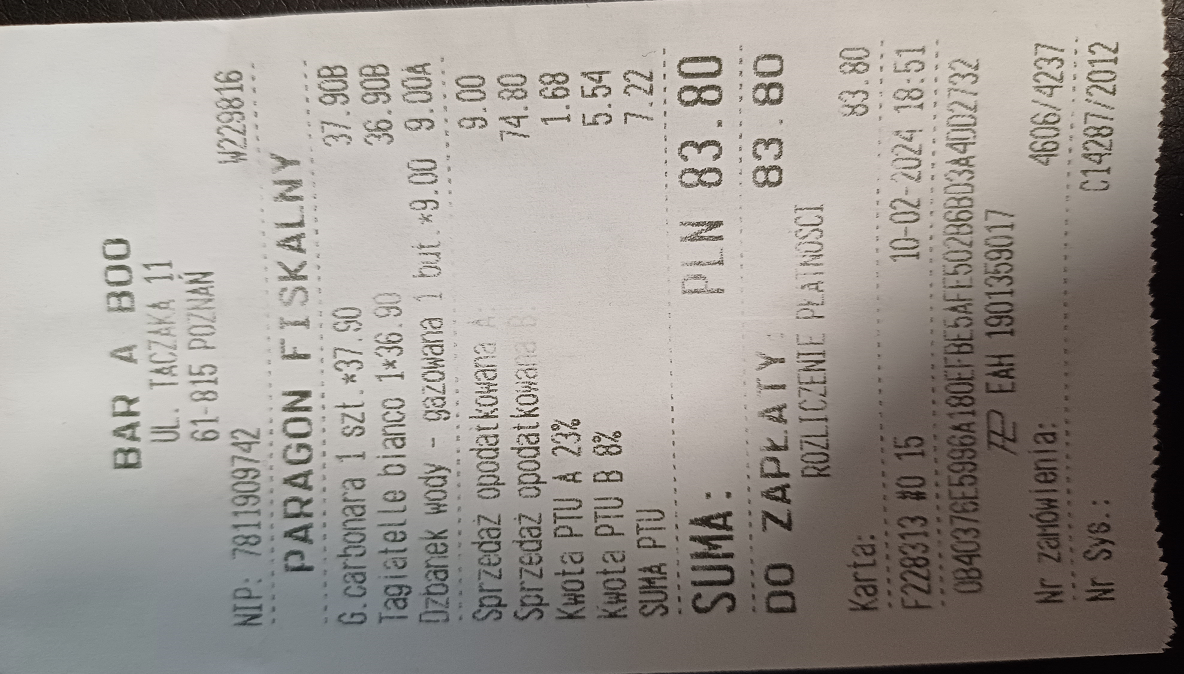 BAR A BOO
UL. TACZAKA 11
61-815 POZNAŃ
NIP: 7811909742 W229816
PARAGON FISKALNY
G.carbonara 1 szt.*37.90 37.90B
Tagiatelle bianco 1*36.90 36.90B
Dzbanek wody - gazowana 1 but.*9.00 9.00A
Sprzedaż opodatkowana A 9.00
Sprzedaż opodatkowana B 74.80
Kwota PTU A 23% 1.68
Kwota PTU B 8% 5.54
SUMA PTU 7.22
SUMA: PLN 83.80
DO ZAPŁATY: 83.80
ROZLICZENIE PŁATNOŚCI
Karta: 83.80
F228313 #0 15 10-02-2024 18:51
0B40376E5996A180EFBE5AFE502B6BD3A4DD2732
EAH 1901359017
Nr zamówienia: 4606/4237
Nr Sys.: C14287/2012